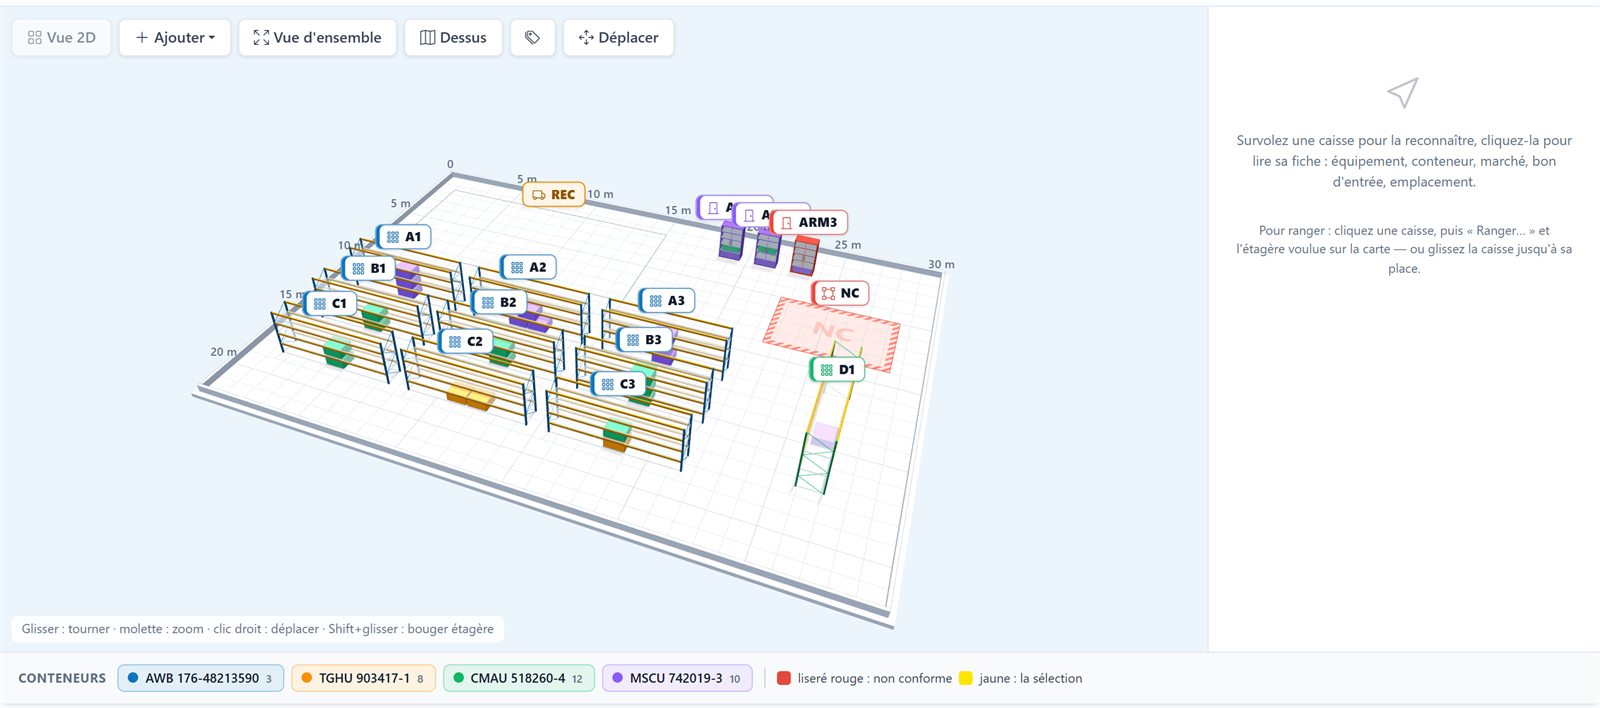 Vue 2D
Ajouter
Vue d'ensemble
Dessus
Déplacer
0
5 m
REC
10 m
15 m
A
A
ARM3
25 m
30 m
5 m
A1
10 m
B1
A2
15 m
C1
B2
A3
NC
NC
C2
B3
20 m
C3
D1
Glisser : tourner · molette : zoom · clic droit : déplacer · Shift+glisser : bouger étagère
Survolez une caisse pour la reconnaître, cliquez-la pour
lire sa fiche : équipement, conteneur, marché, bon
d'entrée, emplacement.
Pour ranger : cliquez une caisse, puis « Ranger... » et
l'étagère voulue sur la carte — ou glissez la caisse jusqu'à sa
place.
CONTENEURS AWB 176-48213590 3 TGHU 903417-1 8 CMAU 518260-4 12 MSCU 742019-3 10 liseré rouge : non conforme jaune : la sélection